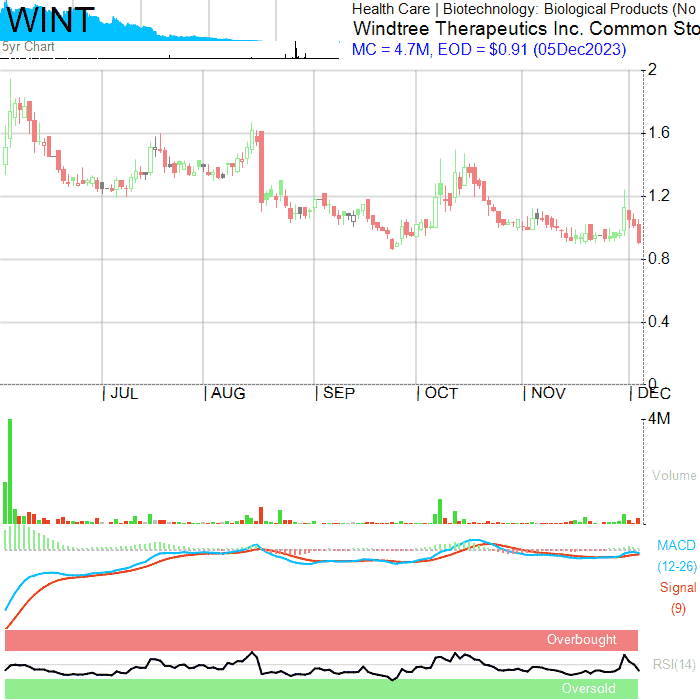 WINT
5yr Chart
Health Care | Biotechnology: Biological Products (No
Windtree Therapeutics Inc. Common Sto
MC = 4.7M, EOD = $0.91 (05Dec2023)
2
1.6
1.2
0.8
0.4
0
| JUL | AUG | SEP | OCT | NOV | DEC
4M
Volume
MACD
(12-26)
Signal
(9)
Overbought
RSI(14)
Oversold